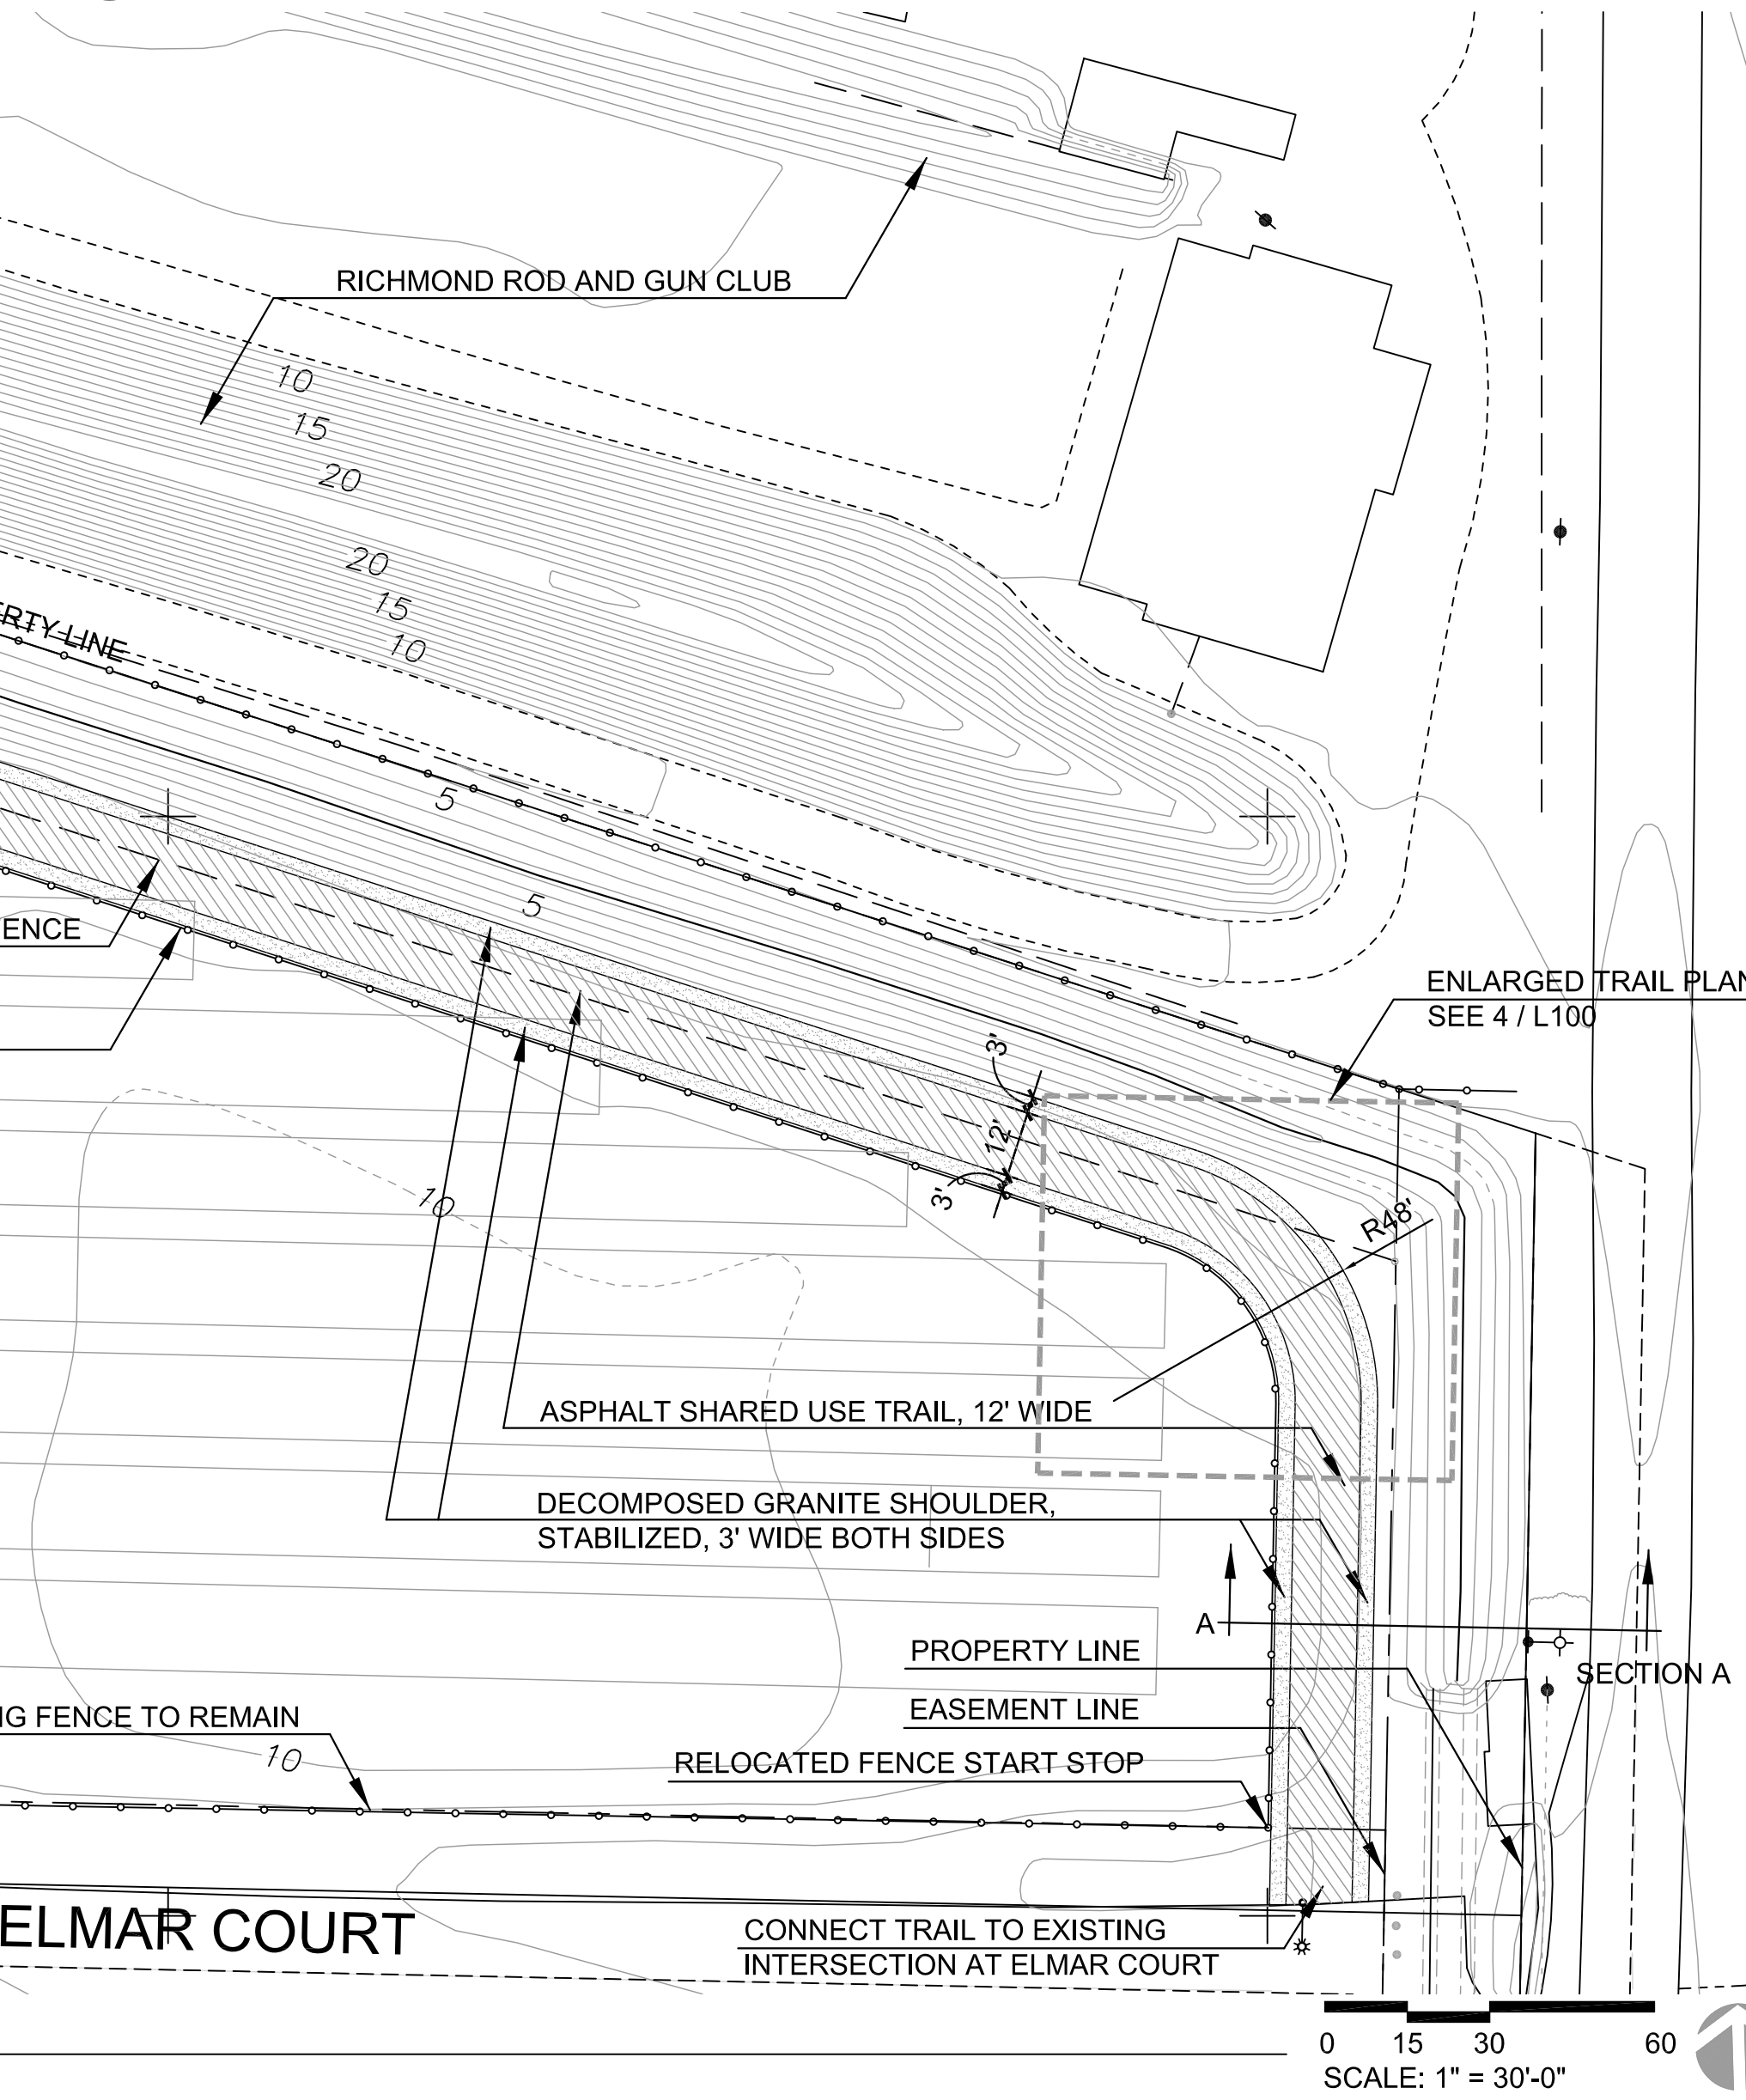 RICHMOND ROD AND GUN CLUB
10
15
20
20
15
10
ERTY LINE
5
5
ENCE
ENLARGED TRAIL PLAN
SEE 4 / L100
3'
12'
3'
10
R48'
ASPHALT SHARED USE TRAIL, 12' WIDE
DECOMPOSED GRANITE SHOULDER,
STABILIZED, 3' WIDE BOTH SIDES
A
PROPERTY LINE
SECTION A
EASEMENT LINE
NG FENCE TO REMAIN
10
RELOCATED FENCE START STOP
ELMAR COURT
CONNECT TRAIL TO EXISTING
INTERSECTION AT ELMAR COURT
0 15 30 60
SCALE: 1" = 30'-0"